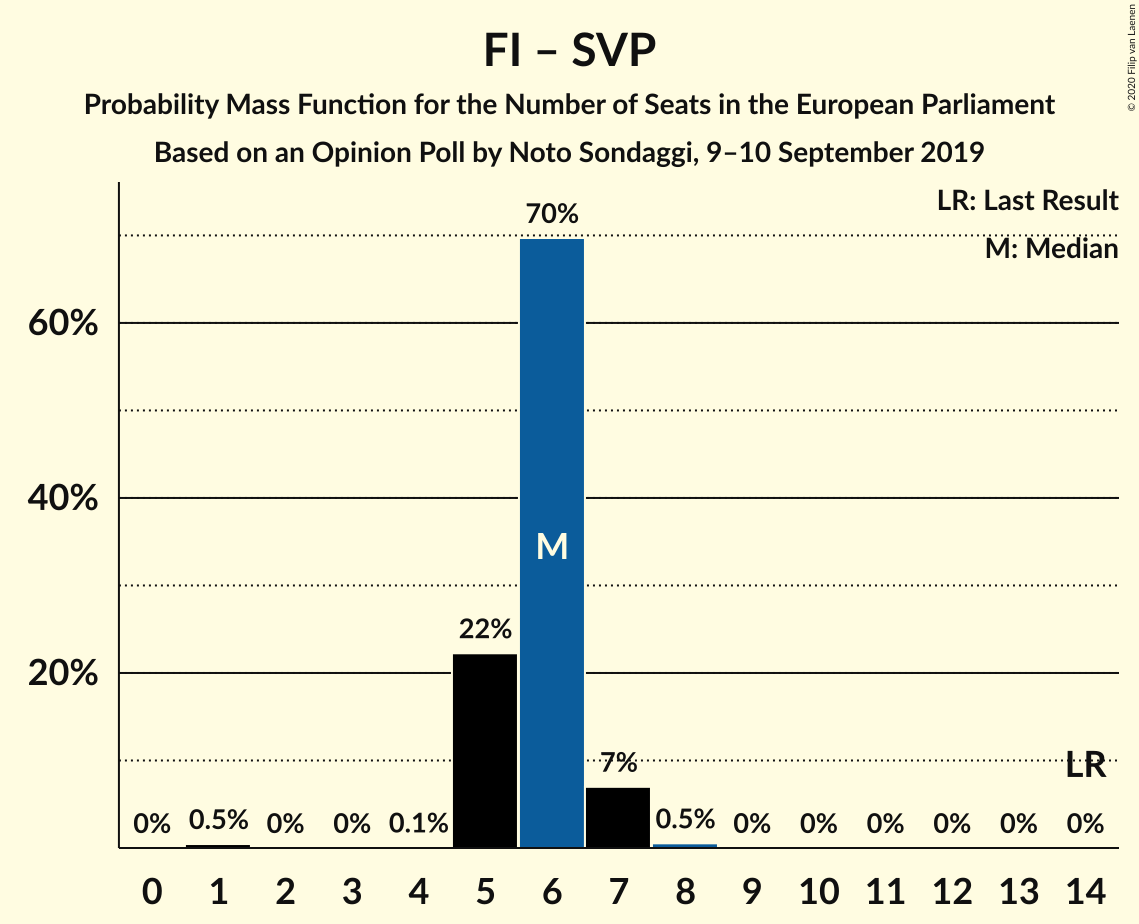 FI – SVP
Probability Mass Function for the Number of Seats in the European Parliament
Based on an Opinion Poll by Noto Sondaggi, 9–10 September 2019
© 2020 Filip van Laenen
LR: Last Result
M: Median
60%
40%
20%
0%
0.5%
0%
0%
0.1%
22%
70%
M
7%
0.5%
0%
0%
0%
0%
0%
0%
LR
0 1 2 3 4 5 6 7 8 9 10 11 12 13 14